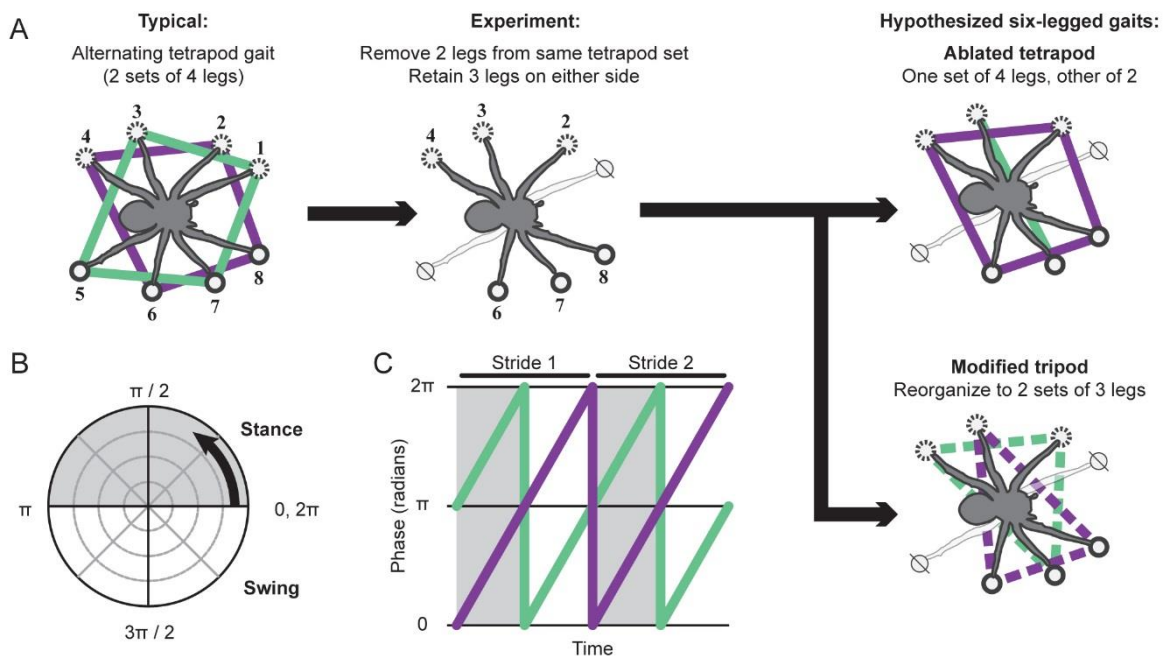 A
Typical:
Alternating tetrapod gait
(2 sets of 4 legs)
3
2
4
1
5
6
7
8
Experiment:
Remove 2 legs from same tetrapod set
Retain 3 legs on either side
3
2
4
6
7
8
Hypothesized six-legged gaits:
Ablated tetrapod
One set of 4 legs, other of 2
Modified tripod
Reorganize to 2 sets of 3 legs
B
π / 2
Stance
π
0, 2π
Swing
3π / 2
C
Stride 1
Stride 2
2π
π
0
Phase (radians)
Time